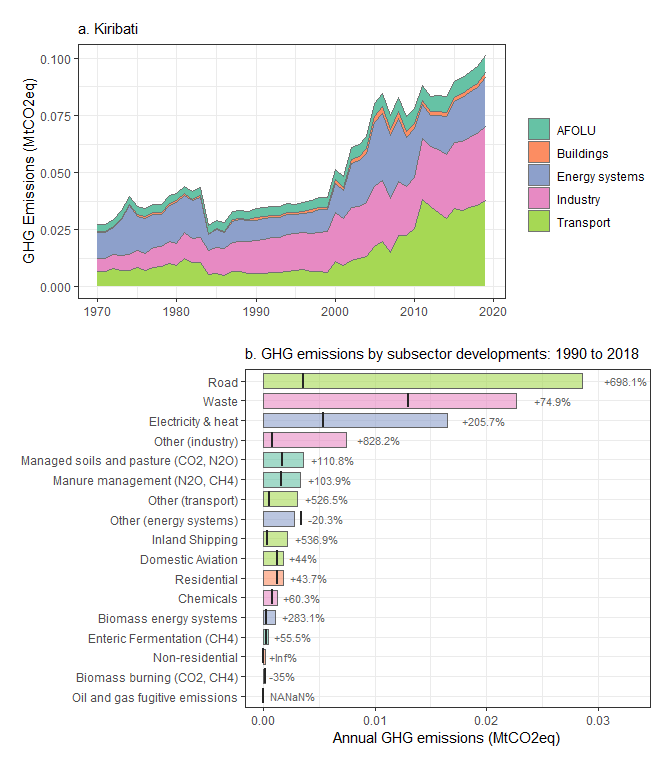 a. Kiribati
GHG Emissions (MtCO2eq)
0.100
0.075
0.050
0.025
0.000
1970 1980 1990 2000 2010 2020
AFOLU
Buildings
Energy systems
Industry
Transport
b. GHG emissions by subsector developments: 1990 to 2018
Road +698.1%
Waste +74.9%
Electricity & heat +205.7%
Other (industry) +828.2%
Managed soils and pasture (CO2, N2O) +110.8%
Manure management (N2O, CH4) +103.9%
Other (transport) +526.5%
Other (energy systems) -20.3%
Inland Shipping +536.9%
Domestic Aviation +44%
Residential +43.7%
Chemicals +60.3%
Biomass energy systems +283.1%
Enteric Fermentation (CH4) +55.5%
Non-residential +Inf%
Biomass burning (CO2, CH4) -35%
Oil and gas fugitive emissions NANaN%
0.00 0.01 0.02 0.03
Annual GHG emissions (MtCO2eq)